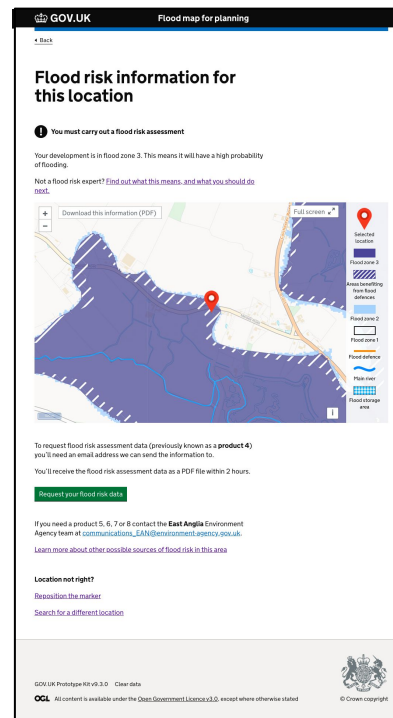 GOV.UK Flood map for planning
Back
Flood risk information for
this location
! You must carry out a flood risk assessment
Your development is in flood zone 3. This means it will have a high probability
of flooding.
Not a flood risk expert? Find out what this means, and what you should do
next.
+
−
Download this information (PDF)
Full screen
i
Selected
location
Flood zone 3
Areas benefiting
from flood
defences
Flood zone 2
Flood zone 1
Flood defence
Main river
Flood storage
area
To request flood risk assessment data (previously known as a product 4)
you'll need an email address we can send the information to.
You'll receive the flood risk assessment data as a PDF file within 2 hours.
Request your flood risk data
If you need a product 5, 6, 7 or 8 contact the East Anglia Environment
Agency team at communications_EAN@environment-agency.gov.uk.
Learn more about other possible sources of flood risk in this area
Location not right?
Reposition the marker
Search for a different location
GOV.UK Prototype Kit v9.3.0 Clear data
OGL All content is available under the Open Government Licence v3.0, except where otherwise stated
© Crown copyright